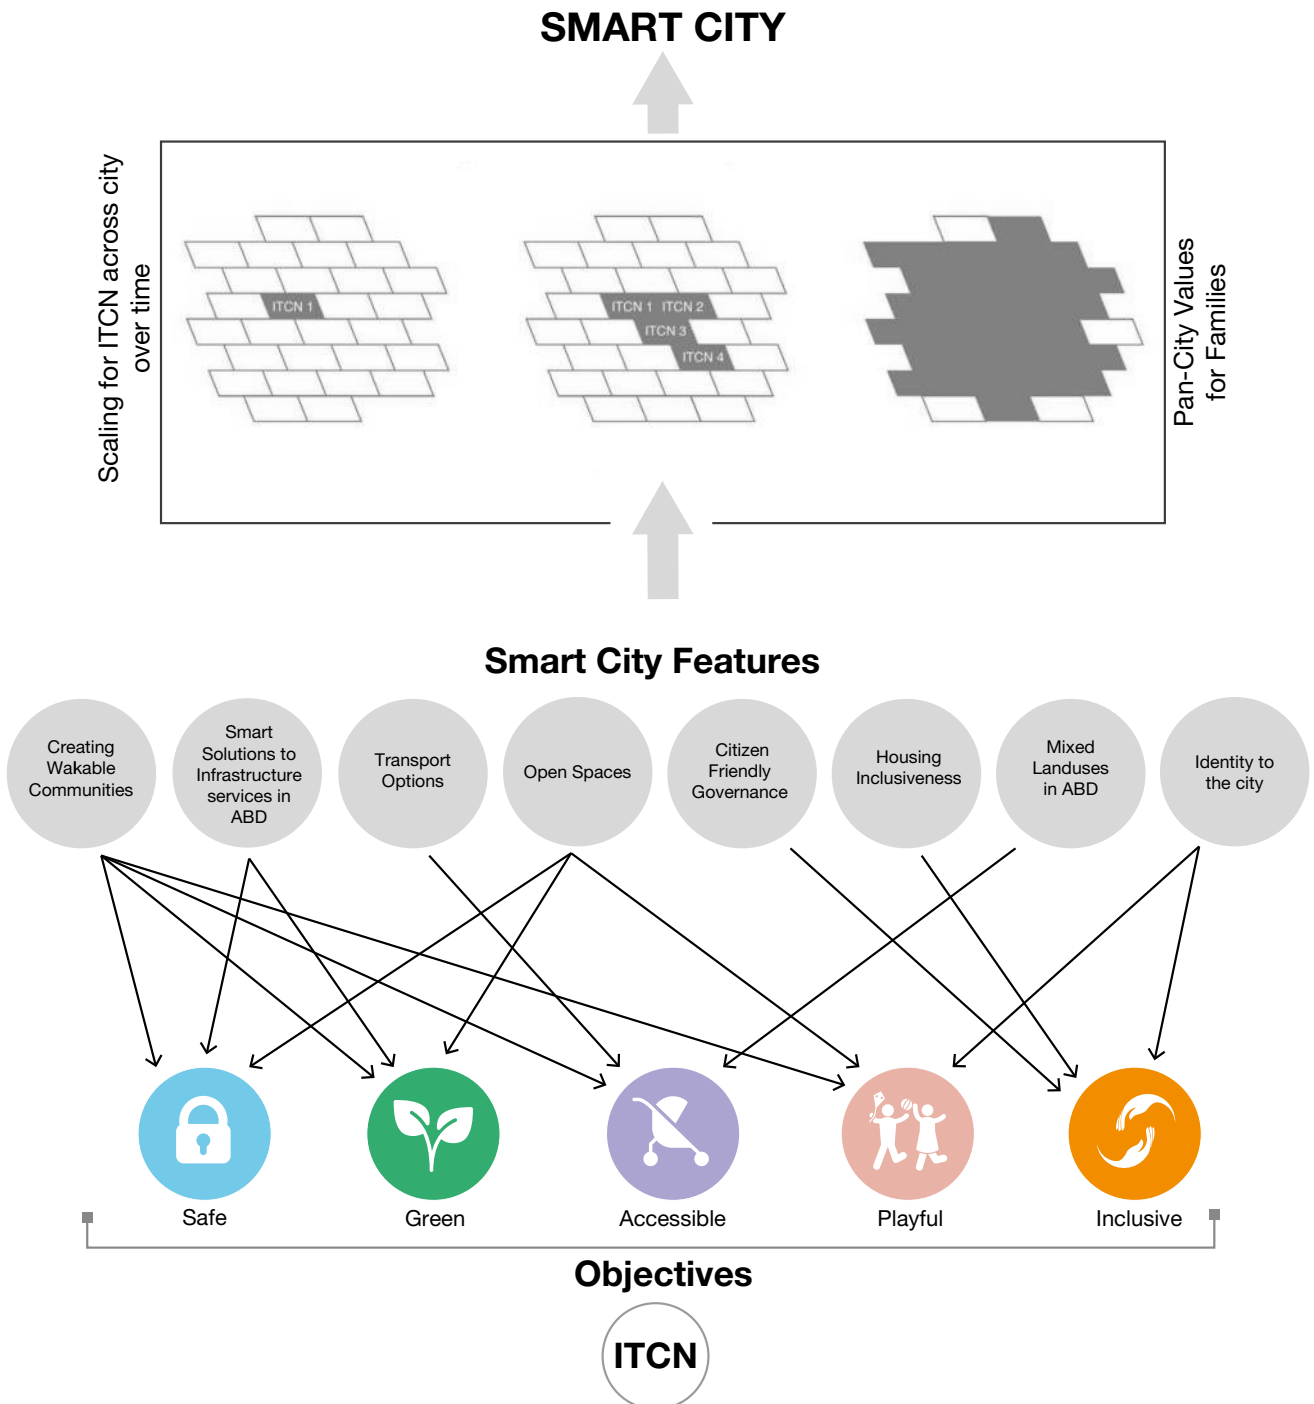 SMART CITY
Scaling for ITCN across city
over time
ITCN 1
ITCN 1 ITCN 2
ITCN 3
ITCN 4
Pan-City Values
for Families
Smart City Features
Creating
Wakable
Communities
Smart
Solutions to
Infrastructure
services in
ABD
Transport
Options
Open Spaces
Citizen
Friendly
Governance
Housing
Inclusiveness
Mixed
Landuses
in ABD
Identity to
the city
Safe
Green
Accessible
Playful
Inclusive
Objectives
ITCN